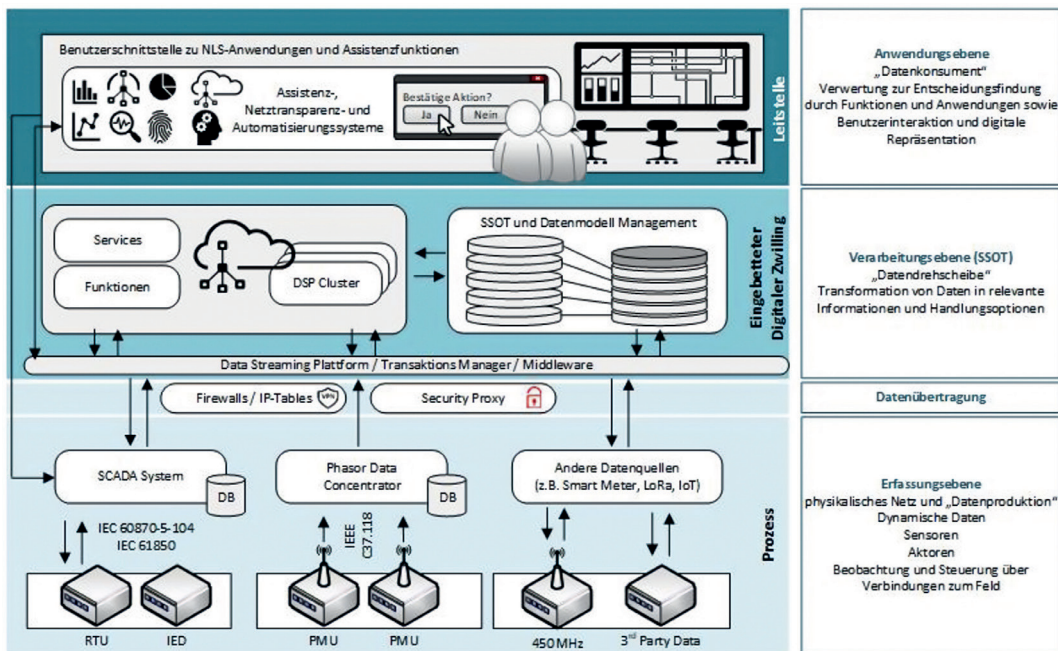 Benutzerschnittstelle zu NLS-Anwendungen und Assistenzfunktionen
Assistenz-,
Netztransparenz- und
Automatisierungssysteme
Bestätige Aktion?
Ja
Nein
Leitstelle
Anwendungsebene
„Datenkonsument“
Verwertung zur Entscheidungsfindung
durch Funktionen und Anwendungen sowie
Benutzerinteraktion und digitale
Repräsentation
Services
Funktionen
DSP Cluster
SSOT und Datenmodell Management
Eingebetteter
Digitaler Zwilling
Verarbeitungsebene (SSOT)
„Datendrehscheibe“
Transformation von Daten in relevante
Informationen und Handlungsoptionen
Data Streaming Plattform / Transaktions Manager / Middleware
Firewalls / IP-Tables
VPN
Security Proxy
Datenübertragung
SCADA System
DB
Phasor Data
Concentrator
DB
Andere Datenquellen
(z.B. Smart Meter, LoRa, IoT)
IEC 60870-5-104
IEC 61850
IEEE
C37.118
RTU
IED
PMU
PMU
450 MHz
3rd Party Data
Prozess
Erfassungsebene
physikalisches Netz und „Datenproduktion“
Dynamische Daten
Sensoren
Aktoren
Beobachtung und Steuerung über
Verbindungen zum Feld